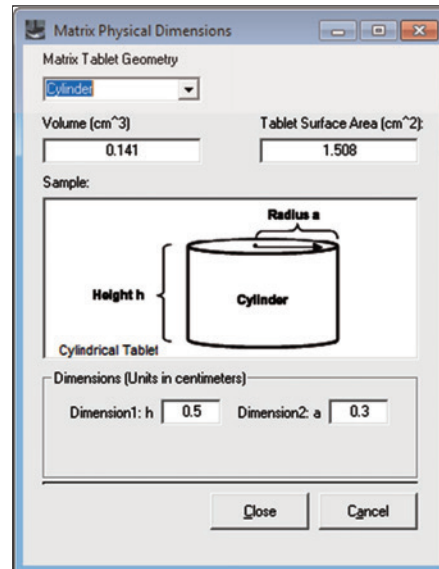 Matrix Physical Dimensions
Matrix Tablet Geometry
Cylinder
Volume (cm^3) Tablet Surface Area (cm^2):
0.141 1.508
Sample:
Radius a
Height h
Cylinder
Cylindrical Tablet
Dimensions (Units in centimeters)
Dimension1: h 0.5 Dimension2: a 0.3
Close Cancel